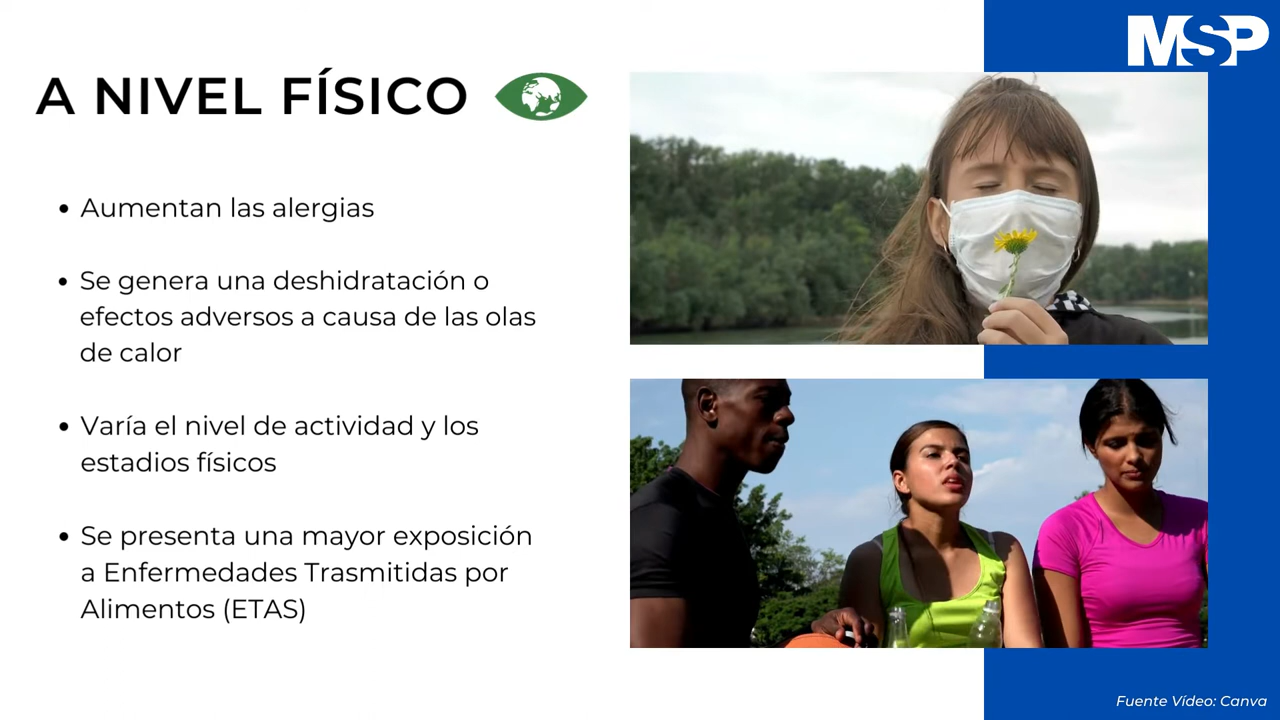 MSP
A NIVEL FÍSICO
• Aumentan las alergias
• Se genera una deshidratación o
efectos adversos a causa de las olas
de calor
• Varía el nivel de actividad y los
estadios físicos
• Se presenta una mayor exposición
a Enfermedades Trasmitidas por
Alimentos (ETAS)
Fuente Vídeo: Canva